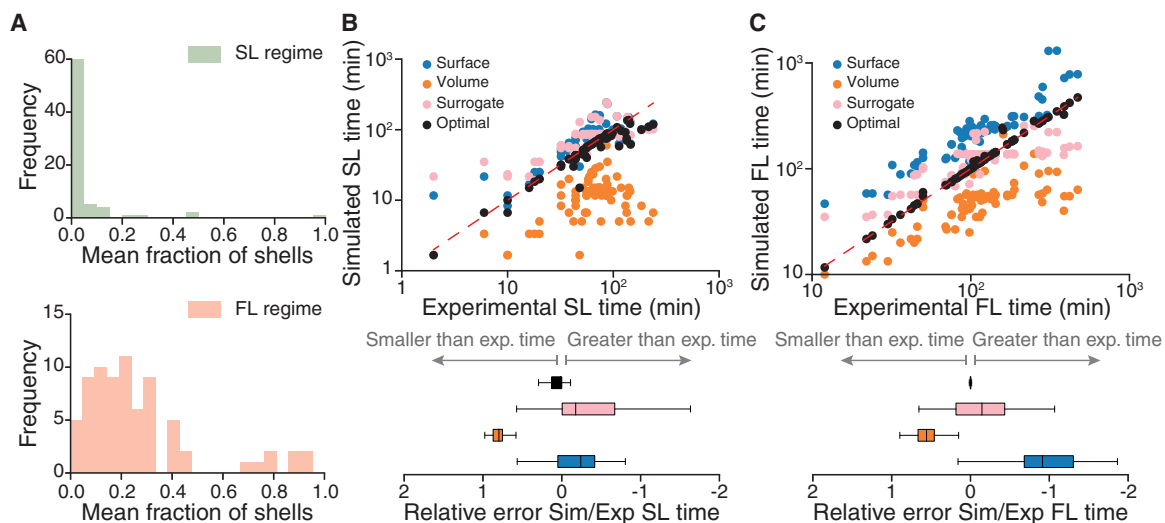 A
SL regime
Frequency
60
40
20
0
0.0 0.2 0.4 0.6 0.8 1.0
Mean fraction of shells
FL regime
Frequency
15
10
5
0
0.0 0.2 0.4 0.6 0.8 1.0
Mean fraction of shells
B
Surface
Volume
Surrogate
Optimal
Simulated SL time (min)
10³
10²
10
1
1 10 10² 10³
Experimental SL time (min)
Smaller than exp. time
Greater than exp. time
2 1 0 -1 -2
Relative error Sim/Exp SL time
C
Surface
Volume
Surrogate
Optimal
Simulated FL time (min)
10³
10²
10
10 10² 10³
Experimental FL time (min)
Smaller than exp. time
Greater than exp. time
2 1 0 -1 -2
Relative error Sim/Exp FL time